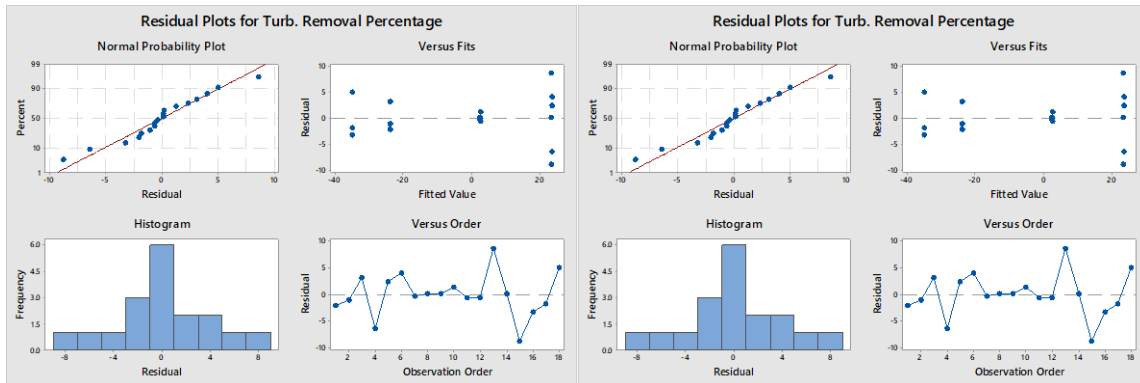 Residual Plots for Turb. Removal Percentage
Normal Probability Plot
99
90
50
10
1
Percent
-10 -5 0 5 10
Residual
Versus Fits
10
5
0
-5
-10
Residual
-40 -20 0 20
Fitted Value
Histogram
6.0
4.5
3.0
1.5
0.0
Frequency
-8 -4 0 4 8
Residual
Versus Order
10
5
0
-5
-10
Residual
2 4 6 8 10 12 14 16 18
Observation Order
Residual Plots for Turb. Removal Percentage
Normal Probability Plot
99
90
50
10
1
Percent
-10 -5 0 5 10
Residual
Versus Fits
10
5
0
-5
-10
Residual
-40 -20 0 20
Fitted Value
Histogram
6.0
4.5
3.0
1.5
0.0
Frequency
-8 -4 0 4 8
Residual
Versus Order
10
5
0
-5
-10
Residual
2 4 6 8 10 12 14 16 18
Observation Order